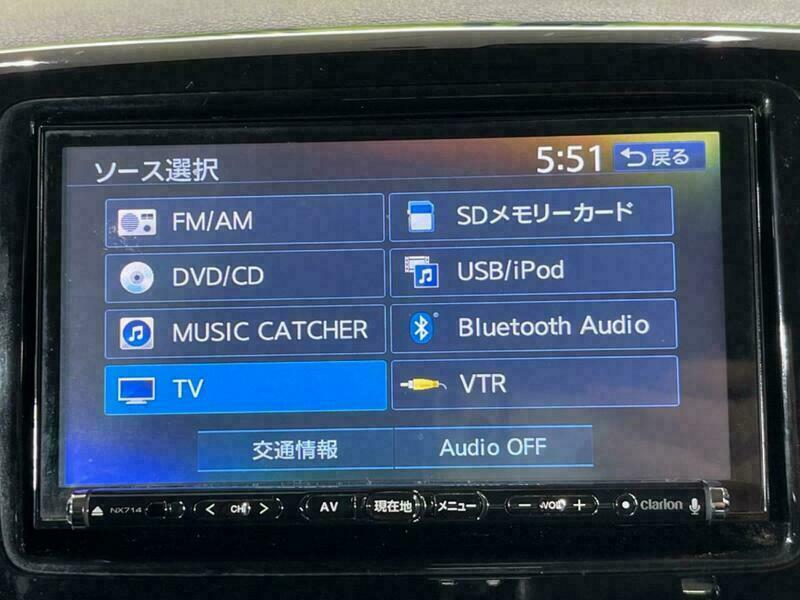 ソース選択 5:51 戻る
FM/AM SDメモリーカード
DVD/CD USB/iPod
MUSIC CATCHER Bluetooth Audio
TV VTR
交通情報 Audio OFF
NX714 < CH > AV 現在地 メニュー − VOL + clarion